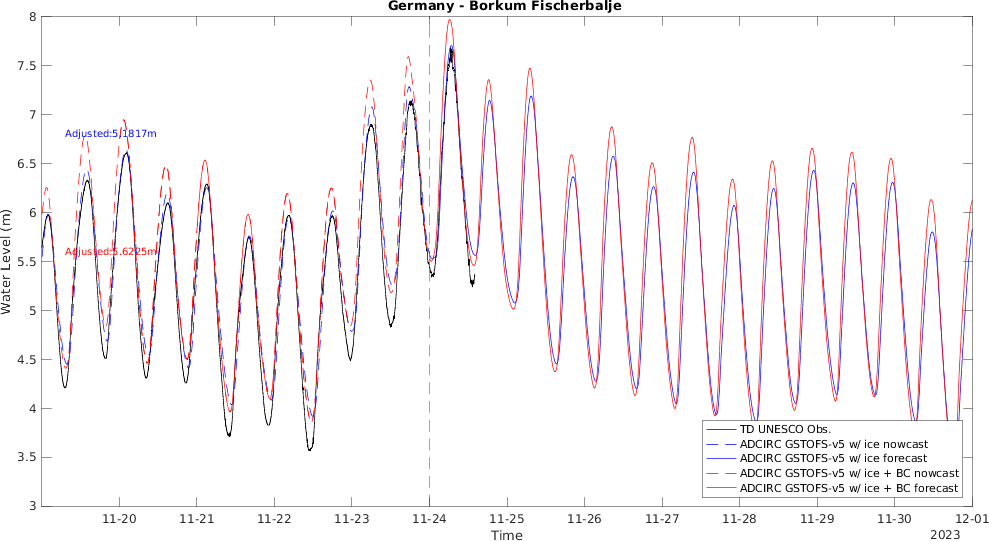 Germany - Borkum Fischerbalje
Water Level (m)
8
7.5
7
6.5
6
5.5
5
4.5
4
3.5
3
Adjusted:5.1817m
Adjusted:5.6225m
TD UNESCO Obs.
ADCIRC GSTOFS-v5 w/ ice nowcast
ADCIRC GSTOFS-v5 w/ ice forecast
ADCIRC GSTOFS-v5 w/ ice + BC nowcast
ADCIRC GSTOFS-v5 w/ ice + BC forecast
11-20 11-21 11-22 11-23 11-24 11-25 11-26 11-27 11-28 11-29 11-30 12-01
Time
2023